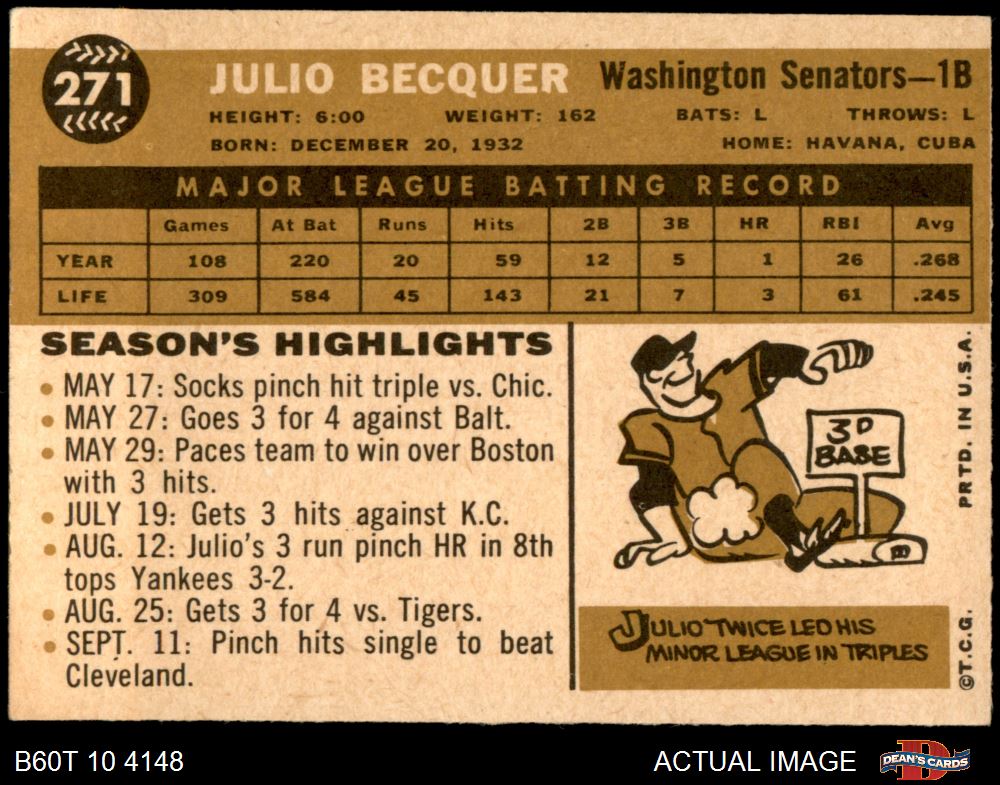 271
JULIO BECQUER Washington Senators—1B
HEIGHT: 6:00 WEIGHT: 162 BATS: L THROWS: L
BORN: DECEMBER 20, 1932 HOME: HAVANA, CUBA
MAJOR LEAGUE BATTING RECORD
Games At Bat Runs Hits 2B 3B HR RBI Avg
YEAR 108 220 20 59 12 5 1 26 .268
LIFE 309 584 45 143 21 7 3 61 .245
SEASON'S HIGHLIGHTS
• MAY 17: Socks pinch hit triple vs. Chic.
• MAY 27: Goes 3 for 4 against Balt.
• MAY 29: Paces team to win over Boston
with 3 hits.
• JULY 19: Gets 3 hits against K.C.
• AUG. 12: Julio's 3 run pinch HR in 8th
tops Yankees 3-2.
• AUG. 25: Gets 3 for 4 vs. Tigers.
• SEPT. 11: Pinch hits single to beat
Cleveland.
3D
BASE
JULIO TWICE LED HIS
MINOR LEAGUE IN TRIPLES
PRTD. IN U.S.A.
©T.C.G.
B60T 10 4148 ACTUAL IMAGE
DEAN'S CARDS